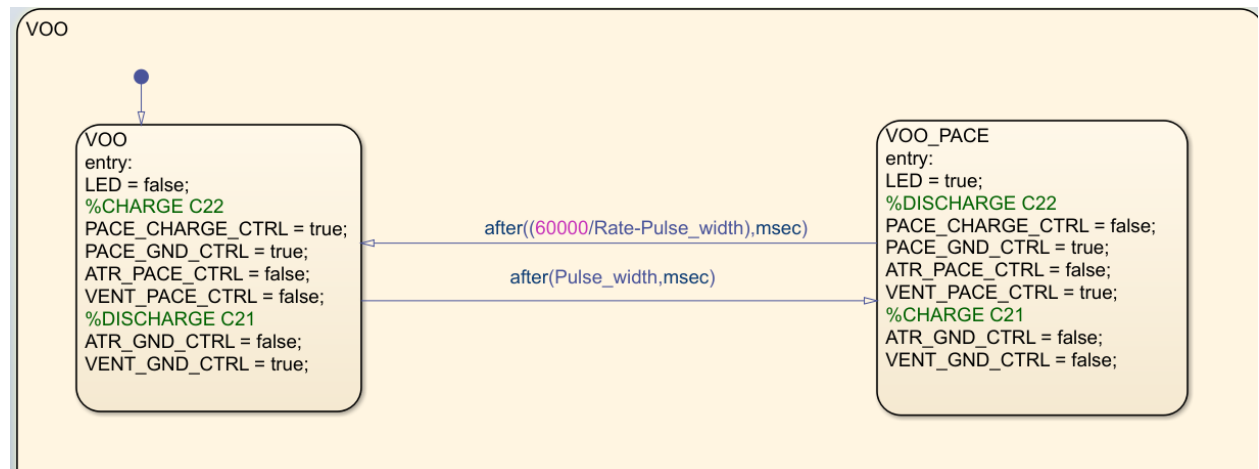 VOO
VOO
entry:
LED = false;
%CHARGE C22
PACE_CHARGE_CTRL = true;
PACE_GND_CTRL = true;
ATR_PACE_CTRL = false;
VENT_PACE_CTRL = false;
%DISCHARGE C21
ATR_GND_CTRL = false;
VENT_GND_CTRL = true;
after((60000/Rate-Pulse_width),msec)
after(Pulse_width,msec)
VOO_PACE
entry:
LED = true;
%DISCHARGE C22
PACE_CHARGE_CTRL = false;
PACE_GND_CTRL = true;
ATR_PACE_CTRL = false;
VENT_PACE_CTRL = true;
%CHARGE C21
ATR_GND_CTRL = false;
VENT_GND_CTRL = false;